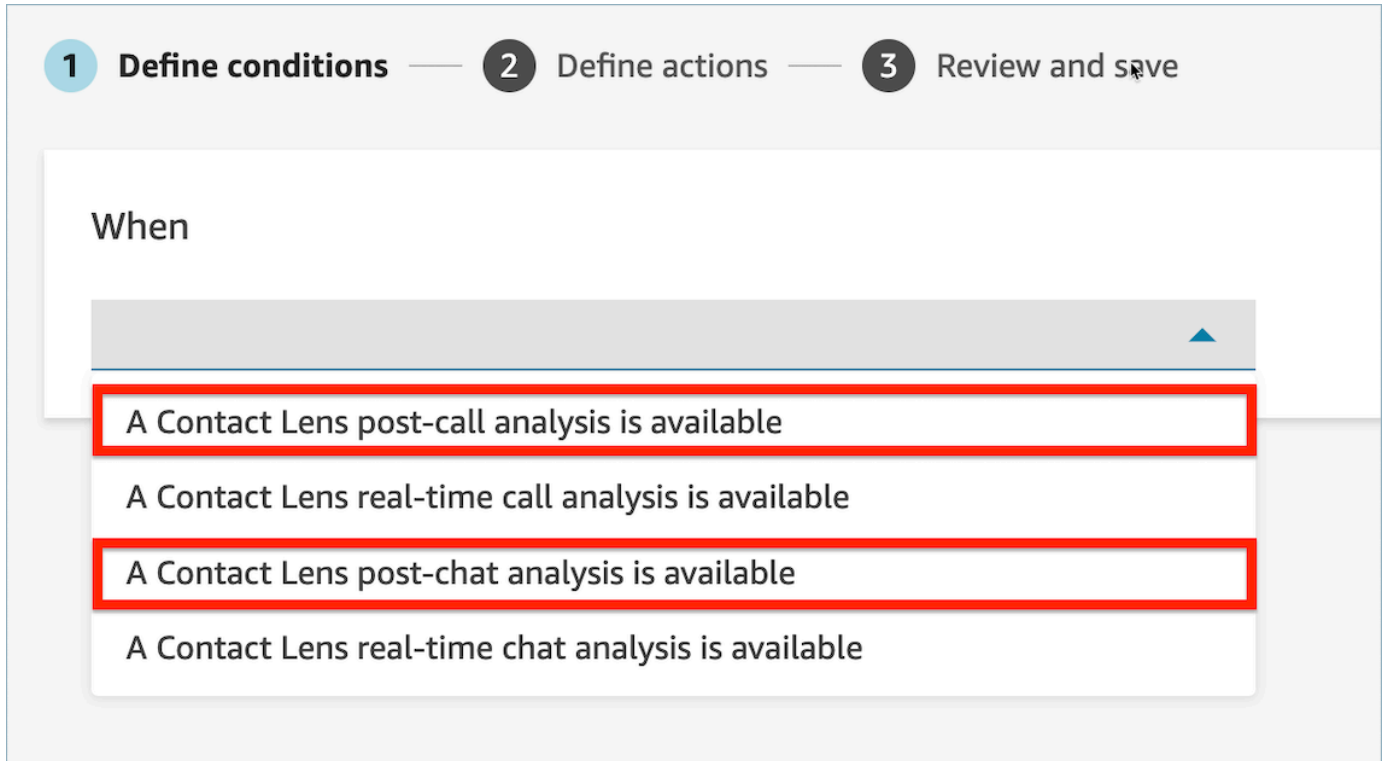 1 Define conditions 2 Define actions 3 Review and save
When
A Contact Lens post-call analysis is available
A Contact Lens real-time call analysis is available
A Contact Lens post-chat analysis is available
A Contact Lens real-time chat analysis is available